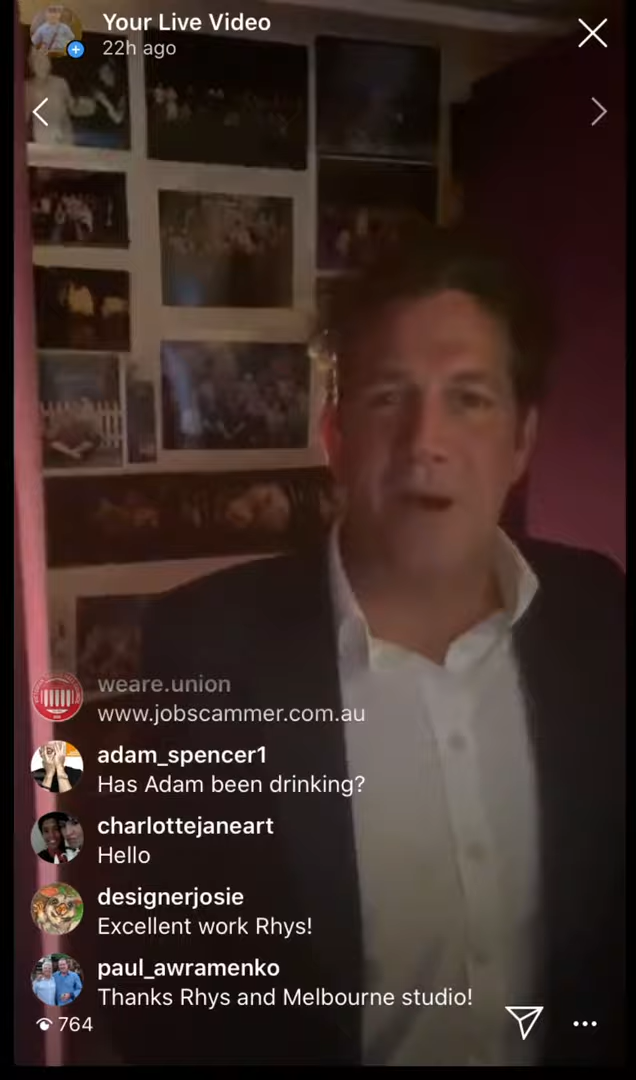 Your Live Video
22h ago
weare.union
www.jobscammer.com.au
adam_spencer1
Has Adam been drinking?
charlottejaneart
Hello
designerjosie
Excellent work Rhys!
paul_awramenko
Thanks Rhys and Melbourne studio!
764